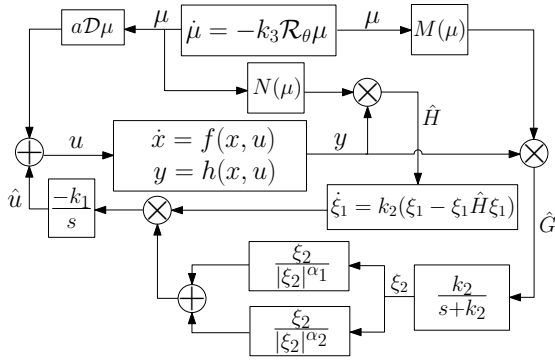 aDμ
μ
μ̇ = −k₃R_θμ
μ
M(μ)
N(μ)
×
Ĥ
+
u
ẋ = f(x, u)
y = h(x, u)
y
×
û
−k₁/s
×
ξ̇₁ = k₂(ξ₁ − ξ₁Ĥξ₁)
Ĝ
ξ₂/|ξ₂|^α₁
+
ξ₂
k₂/(s+k₂)
ξ₂/|ξ₂|^α₂